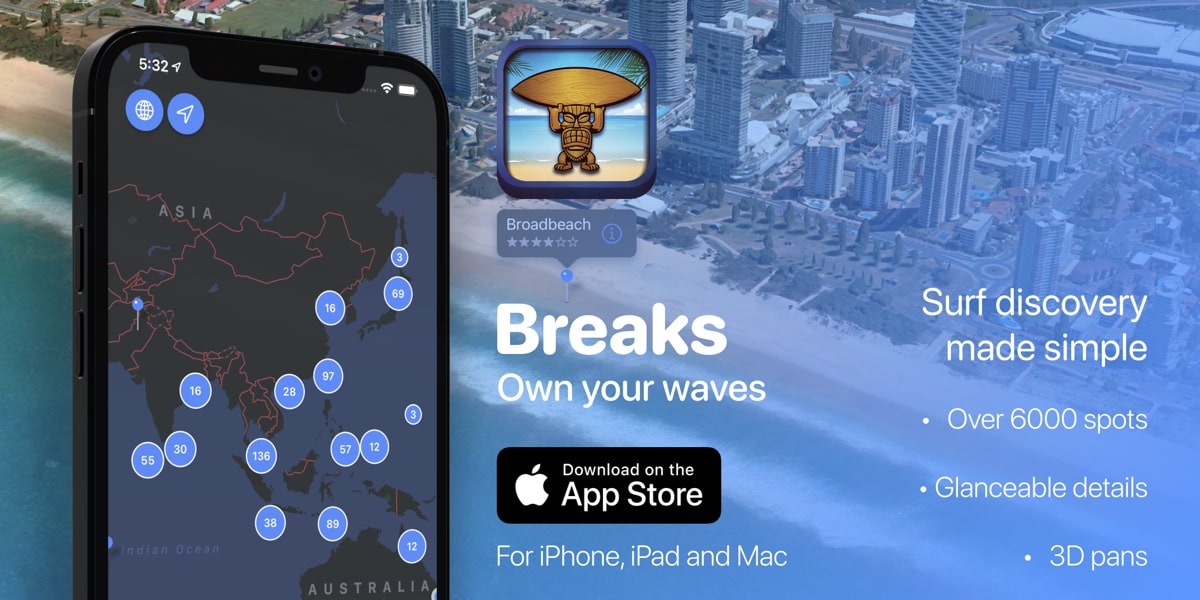 5:32
ASIA
3
69
16
97
16
28
3
30
55
136
57
12
38
89
12
Indian Ocean
AUSTRALIA
Broadbeach
Breaks
Own your waves
Download on the
App Store
For iPhone, iPad and Mac
Surf discovery
made simple
• Over 6000 spots
• Glanceable details
• 3D pans